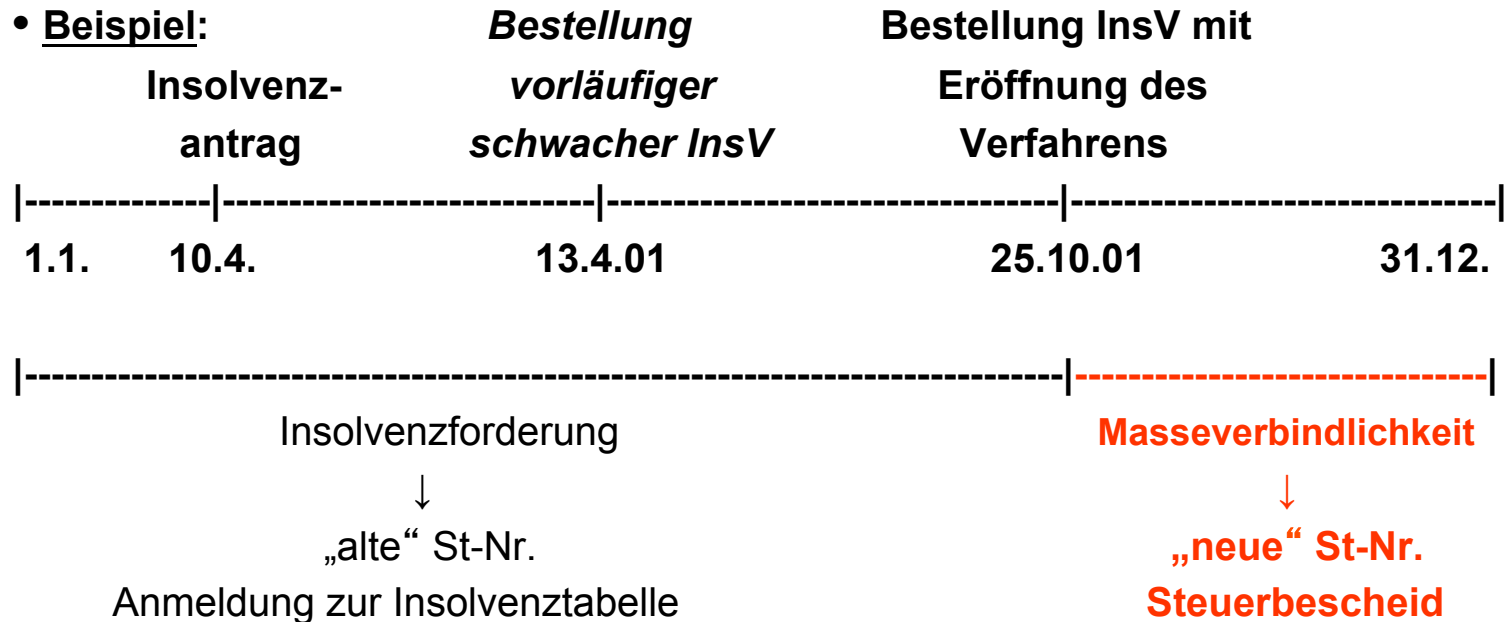 • Beispiel: Bestellung Bestellung InsV mit
Insolvenz- vorläufiger Eröffnung des
antrag schwacher InsV Verfahrens
|--------------|----------------------------|----------------------------------|--------------------------------|
1.1. 10.4. 13.4.01 25.10.01 31.12.
|------------------------------------------------------------------------------|-------------------------------|
Insolvenzforderung Masseverbindlichkeit
↓ ↓
„alte“ St-Nr. „neue“ St-Nr.
Anmeldung zur Insolvenztabelle Steuerbescheid